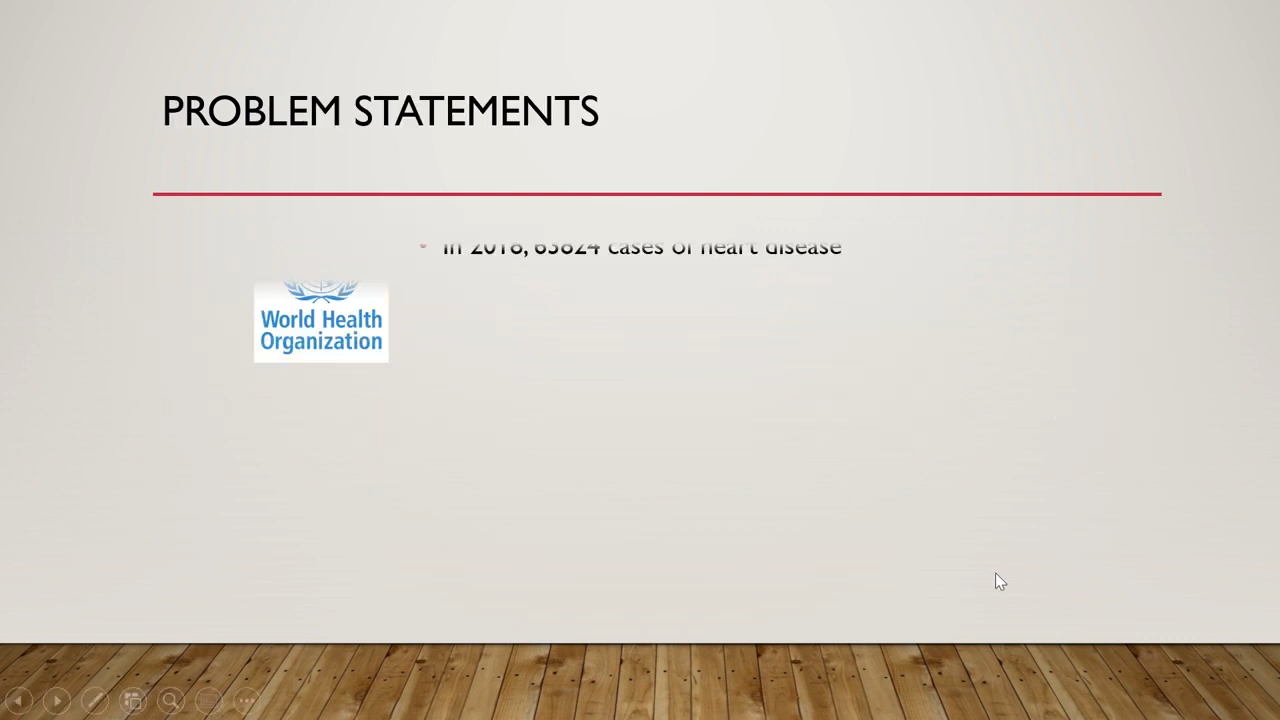 PROBLEM STATEMENTS
In 2018, 63824 cases of heart disease
World Health
Organization